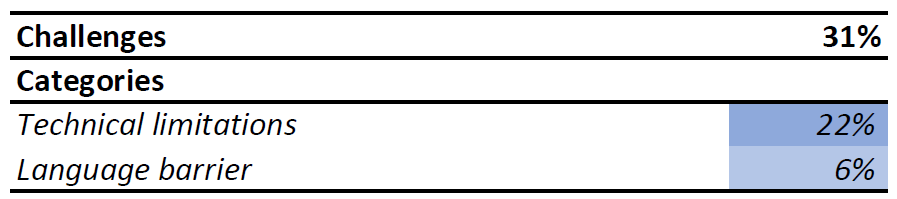 Challenges 31%
Categories
Technical limitations 22%
Language barrier 6%